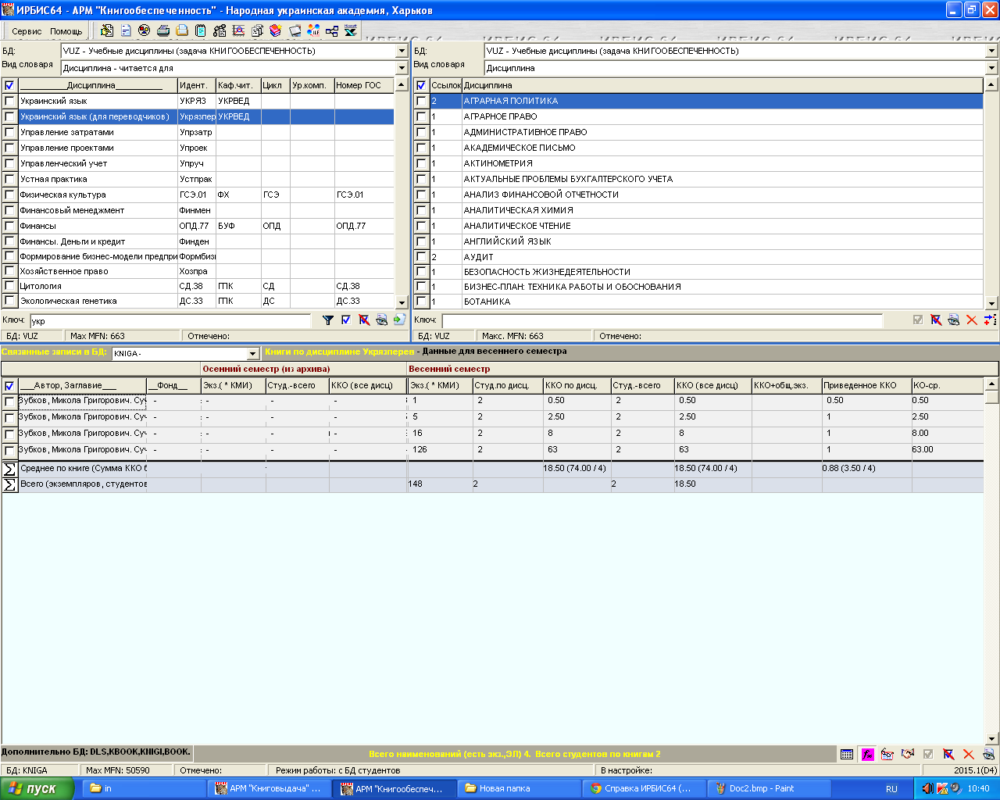 ИРБИС64 - АРМ "Книгообеспеченность" - Народная украинская академия, Харьков
Сервис Помощь
БД: VUZ - Учебные дисциплины (задача КНИГООБЕСПЕЧЕННОСТЬ)
Вид словаря Дисциплина - читается для
Дисциплина Идент. Каф.чит. Цикл Ур.комп. Номер ГОС
Украинский язык УКРЯЗ УКРВЕД
Украинский язык (для переводчиков) Укрязпер УКРВЕД
Управление затратами Упрзатр
Управление проектами Упроек
Управленческий учет Упруч
Устная практика Устпрак
Физическая культура ГСЭ.01 ФХ ГСЭ ГСЭ.01
Финансовый менеджмент Финмен
Финансы ОПД.77 БУФ ОПД ОПД.77
Финансы. Деньги и кредит Финден
Формирование бизнес-модели предпри Формбиз
Хозяйственное право Хозпра
Цитология СД.38 ГПК СД СД.38
Экологическая генетика ДС.33 ГПК ДС ДС.33
Ключ: укр
БД: VUZ Max MFN: 663 Отмечено:
БД: VUZ - Учебные дисциплины (задача КНИГООБЕСПЕЧЕННОСТЬ)
Вид словаря Дисциплина
Ссылок Дисциплина
2 АГРАРНАЯ ПОЛИТИКА
1 АГРАРНОЕ ПРАВО
1 АДМИНИСТРАТИВНОЕ ПРАВО
1 АКАДЕМИЧЕСКОЕ ПИСЬМО
1 АКТИНОМЕТРИЯ
1 АКТУАЛЬНЫЕ ПРОБЛЕМЫ БУХГАЛТЕРСКОГО УЧЕТА
1 АНАЛИЗ ФИНАНСОВОЙ ОТЧЕТНОСТИ
1 АНАЛИТИЧЕСКАЯ ХИМИЯ
1 АНАЛИТИЧЕСКОЕ ЧТЕНИЕ
1 АНГЛИЙСКИЙ ЯЗЫК
2 АУДИТ
1 БЕЗОПАСНОСТЬ ЖИЗНЕДЕЯТЕЛЬНОСТИ
1 БИЗНЕС-ПЛАН: ТЕХНИКА РАБОТЫ И ОБОСНОВАНИЯ
1 БОТАНИКА
Ключ:
БД: VUZ Макс. MFN: 663 Отмечено:
Связанные записи в БД: KNIGA - Книги по дисциплине Укрязперев - Данные для весеннего семестра
Осенний семестр (из архива) Весенний семестр
___Автор, Заглавие___ __Фонд__ Экз.( * КМИ) Студ.-всего ККО (все дисц) Экз.( * КМИ) Студ.по дисц. ККО по дисц. Студ.-всего ККО (все дисц) ККО+общ.экз. Приведенное ККО КО-ср.
Зубков, Микола Григорович. Суч - - - - 1 2 0.50 2 0.50 0.50 0.50
Зубков, Микола Григорович. Суч - - - - 5 2 2.50 2 2.50 1 2.50
Зубков, Микола Григорович. Суч - - - - 16 2 8 2 8 1 8.00
Зубков, Микола Григорович. Суч - - - - 126 2 63 2 63 1 63.00
Среднее по книге (Сумма ККО б 18.50 (74.00 / 4) 18.50 (74.00 / 4) 0.88 (3.50 / 4)
Всего (экземпляров, студентов 148 2 2 18.50
Дополнительно БД: DLS,KBOOK,KNIGI,BOOK. Всего наименований (есть экз.,ЭЛ) 4. Всего студентов по книгам 2
БД: KNIGA Max MFN: 50590 Отмечено: Режим работы: с БД студентов В настройке: 2015.1(D4)
пуск in АРМ "Книговыдача" ... АРМ "Книгообеспеч... Новая папка Справка ИРБИС64 (... Doc2.bmp - Paint RU 10:40